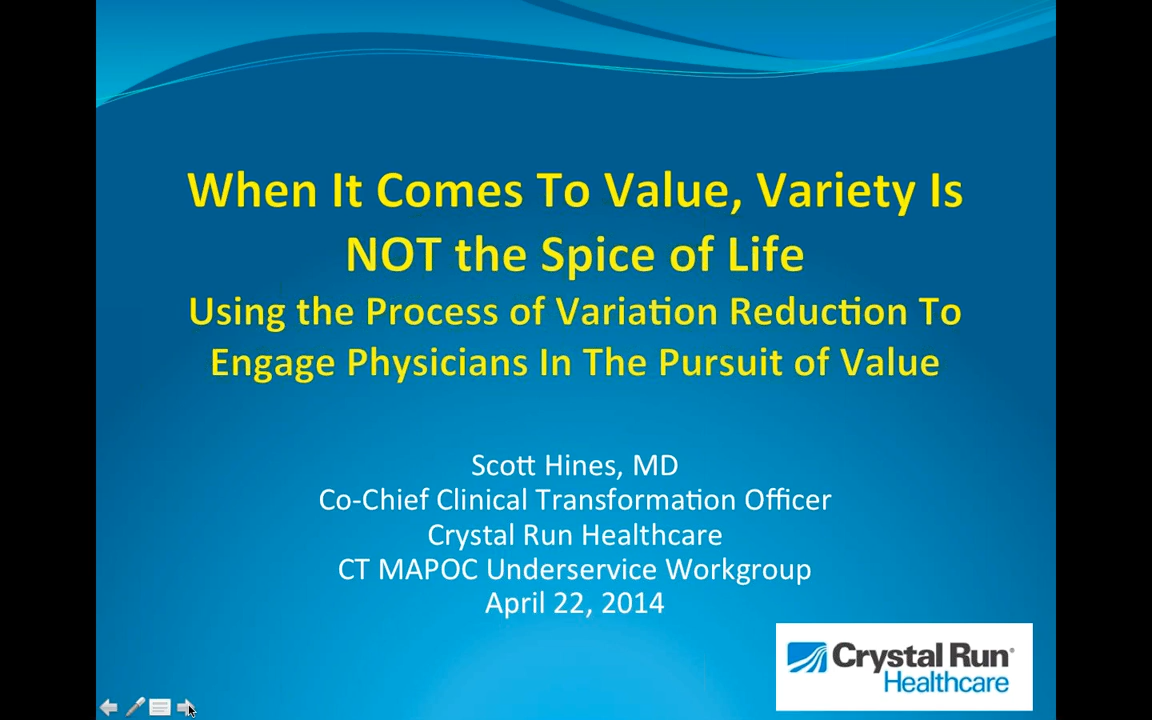 When It Comes To Value, Variety Is
NOT the Spice of Life
Using the Process of Variation Reduction To
Engage Physicians In The Pursuit of Value
Scott Hines, MD
Co-Chief Clinical Transformation Officer
Crystal Run Healthcare
CT MAPOC Underservice Workgroup
April 22, 2014
Crystal Run®
Healthcare